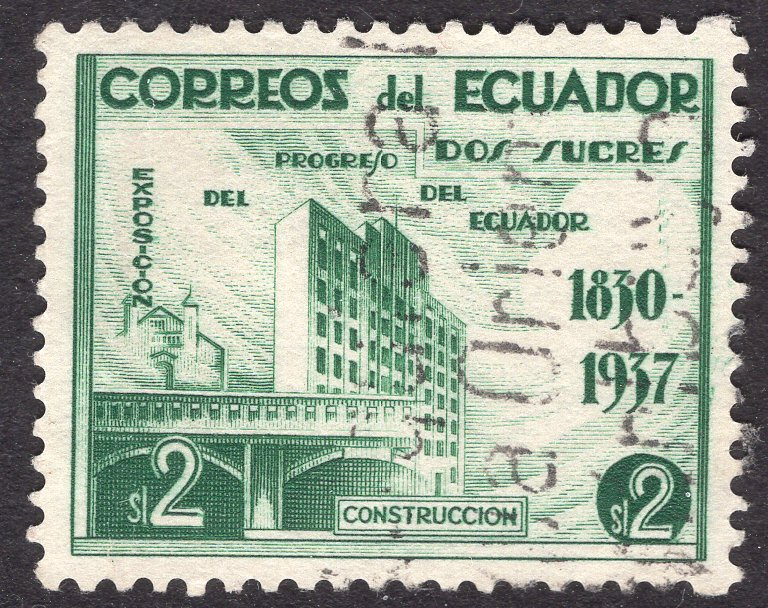 CORREOS del ECUADOR
DOS SUCRES
EXPOSICION
DEL
PROGRESO
DEL
ECUADOR
1830-
1937
S/2
CONSTRUCCION
S/2